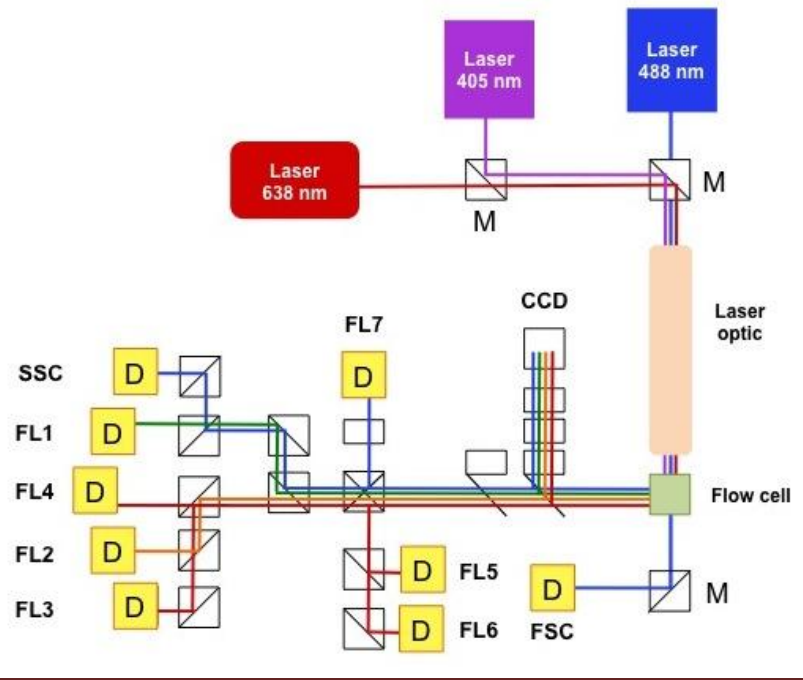 Laser
405 nm
Laser
488 nm
Laser
638 nm
M
M
CCD
Laser
optic
FL7
SSC
D
D
FL1
D
FL4
D
Flow cell
FL2
D
D
FL5
D
M
FL3
D
D
FL6
FSC